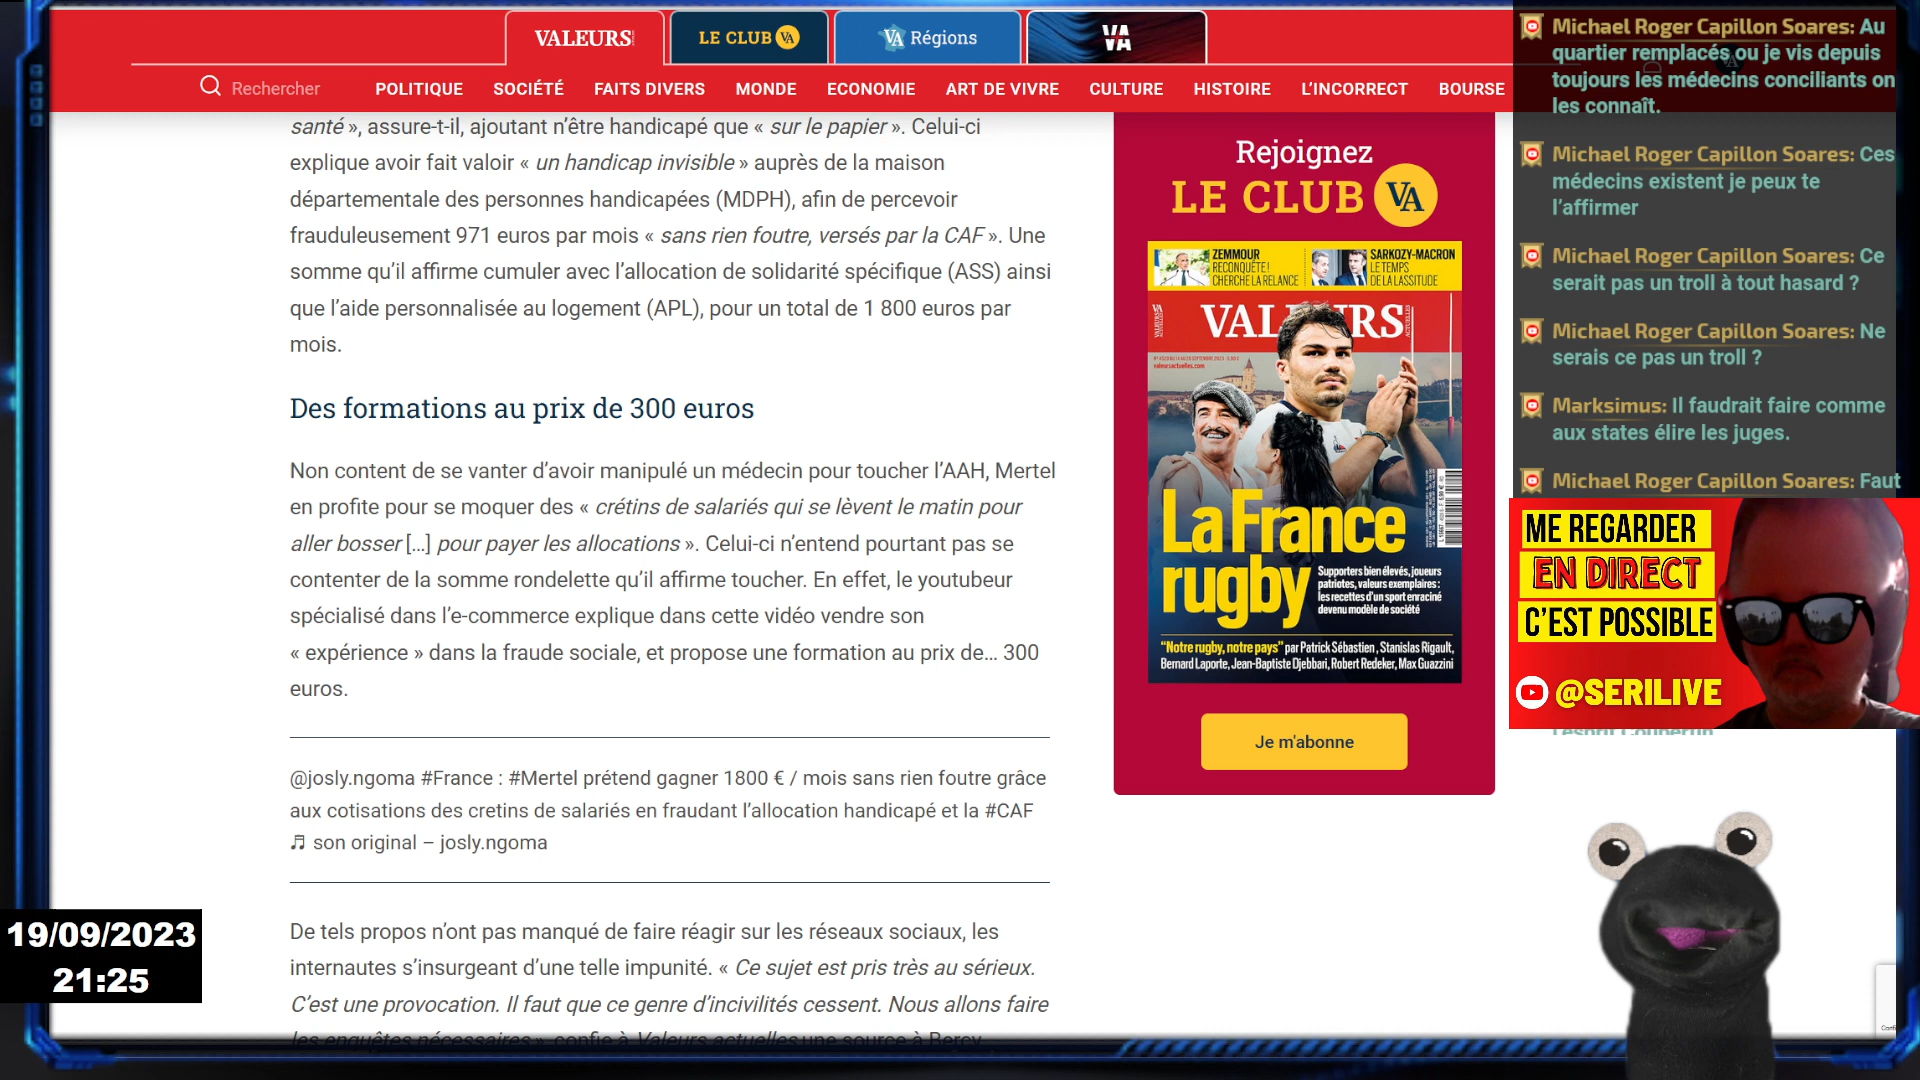 VALEURS
LE CLUB VA
VA Régions
VA
Rechercher
POLITIQUE SOCIÉTÉ FAITS DIVERS MONDE ECONOMIE ART DE VIVRE CULTURE HISTOIRE L'INCORRECT BOURSE
santé », assure-t-il, ajoutant n'être handicapé que « sur le papier ». Celui-ci
explique avoir fait valoir « un handicap invisible » auprès de la maison
départementale des personnes handicapées (MDPH), afin de percevoir
frauduleusement 971 euros par mois « sans rien foutre, versés par la CAF ». Une
somme qu'il affirme cumuler avec l'allocation de solidarité spécifique (ASS) ainsi
que l'aide personnalisée au logement (APL), pour un total de 1 800 euros par
mois.
Des formations au prix de 300 euros
Non content de se vanter d'avoir manipulé un médecin pour toucher l'AAH, Mertel
en profite pour se moquer des « crétins de salariés qui se lèvent le matin pour
aller bosser [...] pour payer les allocations ». Celui-ci n'entend pourtant pas se
contenter de la somme rondelette qu'il affirme toucher. En effet, le youtubeur
spécialisé dans l'e-commerce explique dans cette vidéo vendre son
« expérience » dans la fraude sociale, et propose une formation au prix de... 300
euros.
@josly.ngoma #France : #Mertel prétend gagner 1800 € / mois sans rien foutre grâce
aux cotisations des cretins de salariés en fraudant l'allocation handicapé et la #CAF
♬ son original – josly.ngoma
De tels propos n'ont pas manqué de faire réagir sur les réseaux sociaux, les
internautes s'insurgeant d'une telle impunité. « Ce sujet est pris très au sérieux.
C'est une provocation. Il faut que ce genre d'incivilités cessent. Nous allons faire
les enquêtes nécessaires », confie à Valeurs actuelles une source à Bercy.
Rejoignez
LE CLUB VA
ZEMMOUR
RECONQUÊTE!
CHERCHE LA RELANCE
SARKOZY-MACRON
LE TEMPS
DE LA LASSITUDE
VALEURS
valeursactuelles.com
La France
rugby
Supporters bien élevés, joueurs
patriotes, valeurs exemplaires :
les recettes d'un sport enraciné
devenu modèle de société
"Notre rugby, notre pays" par Patrick Sébastien, Stanislas Rigault,
Bernard Laporte, Jean-Baptiste Djebbari, Robert Redeker, Max Guazzini
Je m'abonne
Michael Roger Capillon Soares: Au
quartier remplacés ou je vis depuis
toujours les médecins conciliants on
les connaît.
Michael Roger Capillon Soares: Ces
médecins existent je peux te
l'affirmer
Michael Roger Capillon Soares: Ce
serait pas un troll à tout hasard ?
Michael Roger Capillon Soares: Ne
serais ce pas un troll ?
Marksimus: Il faudrait faire comme
aux states élire les juges.
Michael Roger Capillon Soares: Faut
ME REGARDER
EN DIRECT
C'EST POSSIBLE
@SERILIVE
19/09/2023
21:25